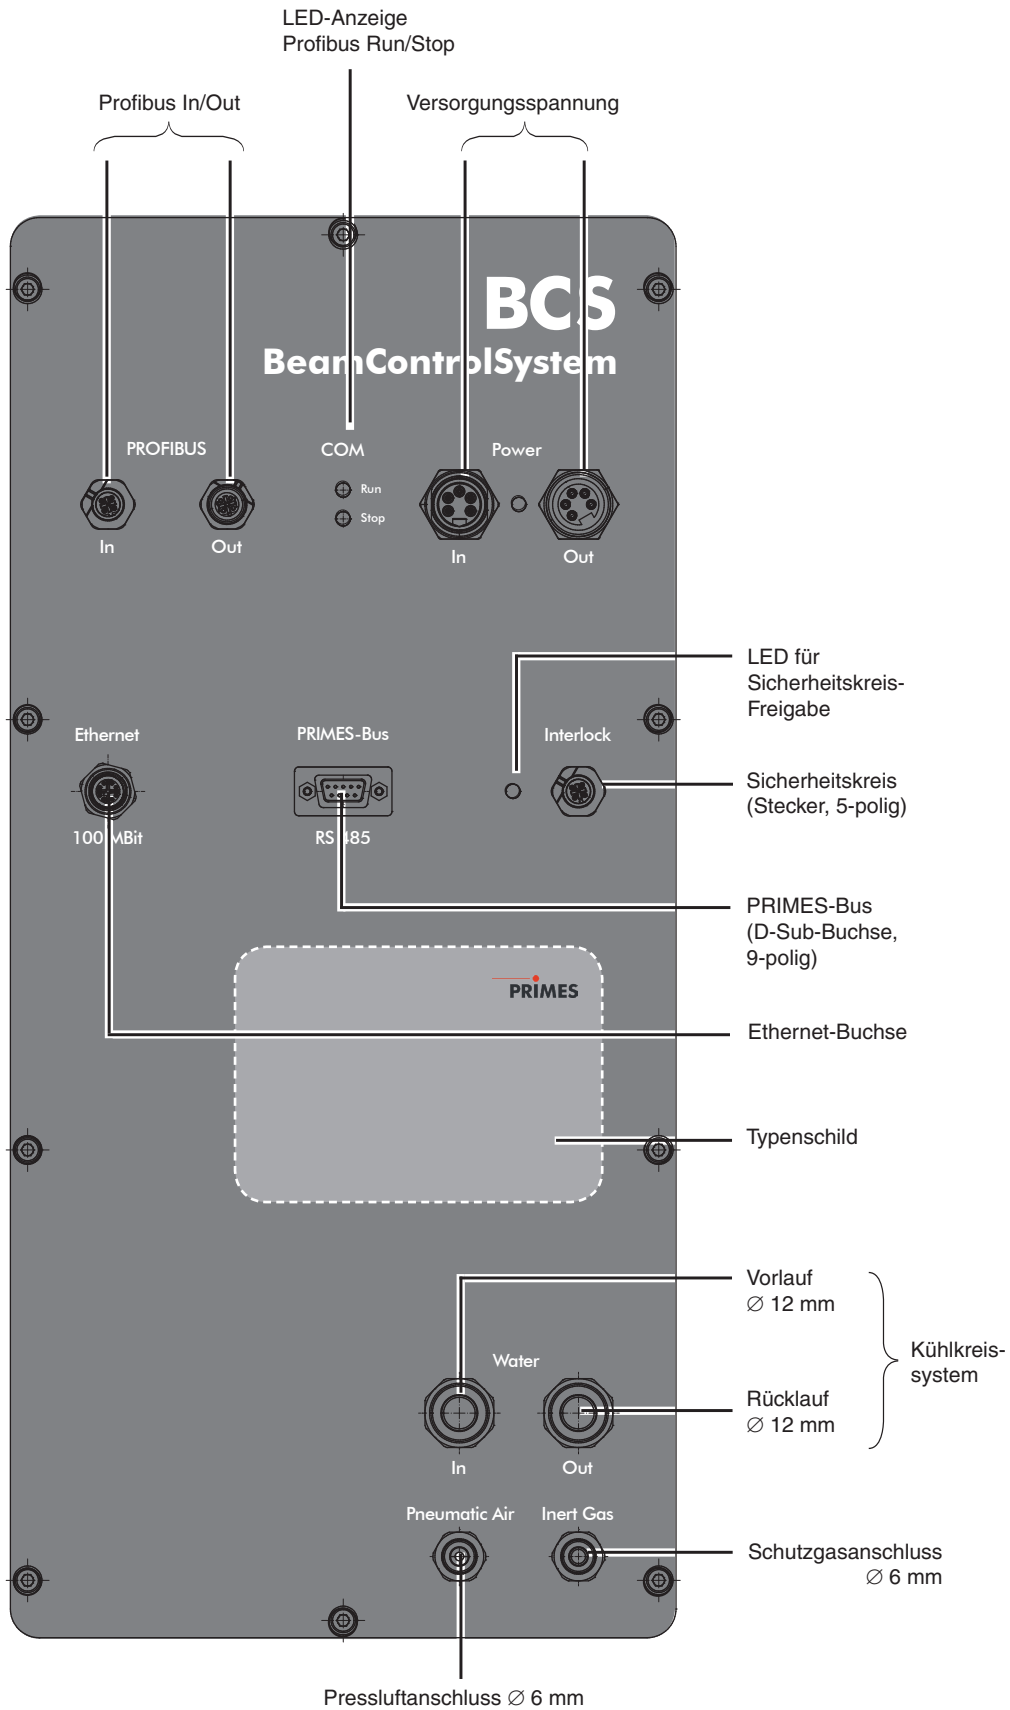 LED-Anzeige
Profibus Run/Stop
Profibus In/Out
Versorgungsspannung
BCS
BeamControlSystem
PROFIBUS
COM
Power
Run
Stop
In
Out
In
Out
LED für
Sicherheitskreis-
Freigabe
Ethernet
PRIMES-Bus
Interlock
Sicherheitskreis
(Stecker, 5-polig)
100 MBit
RS 485
PRIMES-Bus
(D-Sub-Buchse,
9-polig)
PRIMES
Ethernet-Buchse
Typenschild
Vorlauf
∅ 12 mm
Kühlkreis-
system
Water
Rücklauf
∅ 12 mm
In
Out
Pneumatic Air
Inert Gas
Schutzgasanschluss
∅ 6 mm
Pressluftanschluss ∅ 6 mm